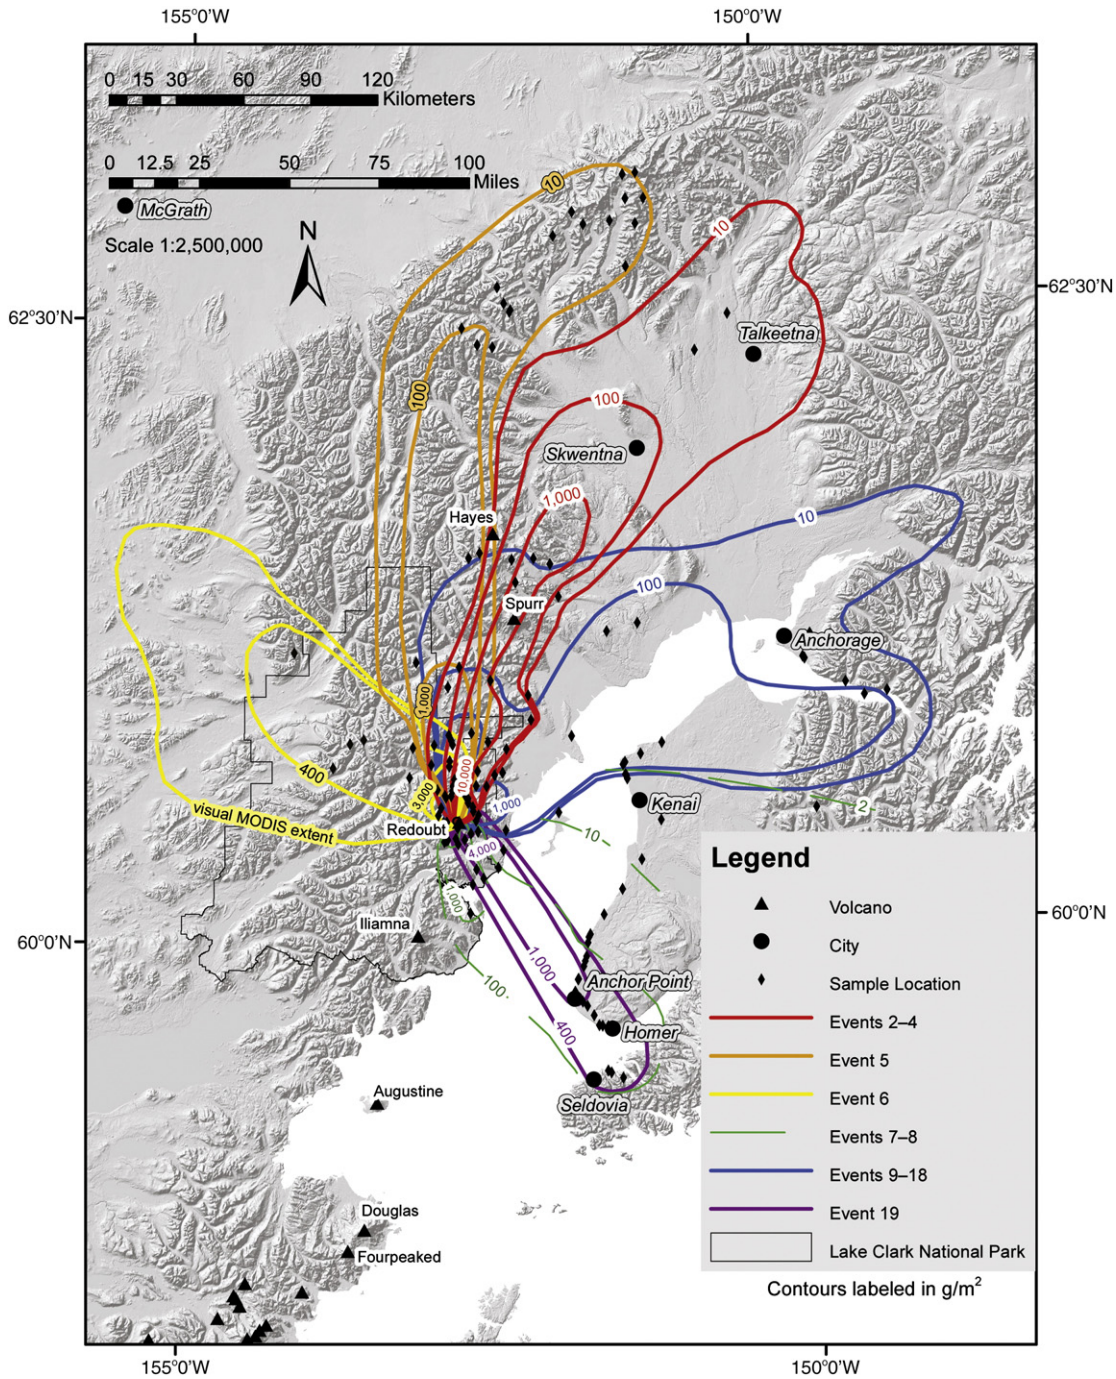 155°0'W
150°0'W
0 15 30 60 90 120
Kilometers
0 12.5 25 50 75 100
Miles
McGrath
Scale 1:2,500,000
N
10
10
62°30'N
62°30'N
Talkeetna
100
100
Skwentna
1,000
Hayes
10
100
Spurr
Anchorage
1,000
400
10,000
3,000
visual MODIS extent
1,000
Kenai
2
Redoubt
10
4,000
1,000
Iliamna
60°0'N
60°0'N
1,000
100
Anchor Point
400
Homer
Seldovia
Augustine
Douglas
Fourpeaked
Legend
Volcano
City
Sample Location
Events 2–4
Event 5
Event 6
Events 7–8
Events 9–18
Event 19
Lake Clark National Park
Contours labeled in g/m²
155°0'W
150°0'W